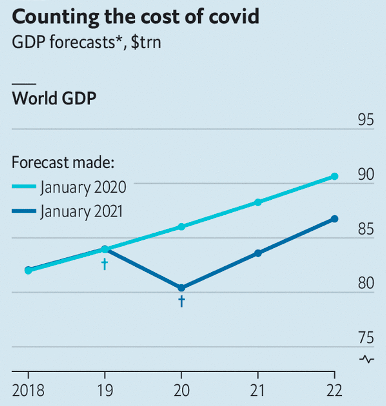 Counting the cost of covid
GDP forecasts*, $trn
World GDP
95
Forecast made:
January 2020
January 2021
90
85
80
75
†
†
2018 19 20 21 22